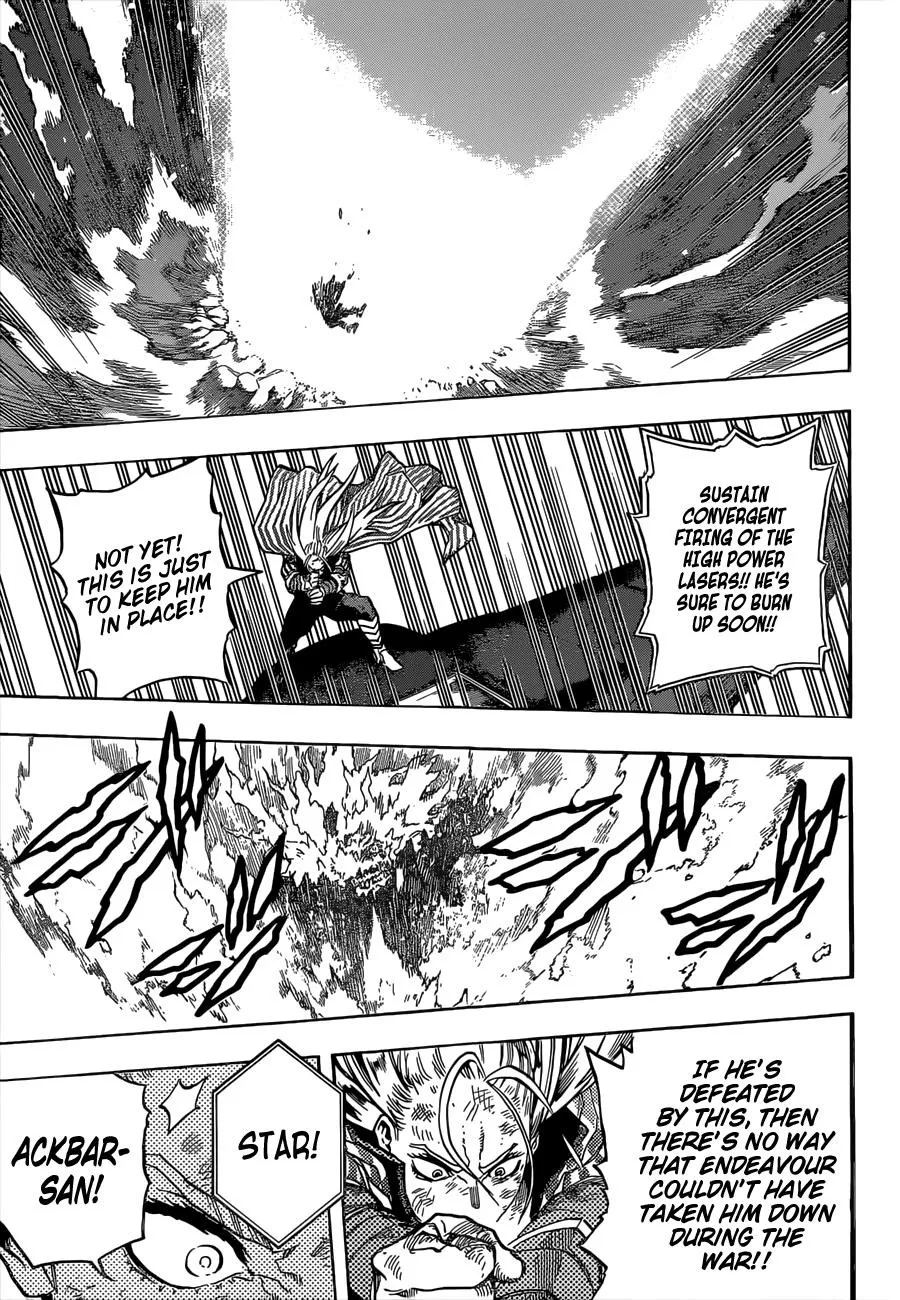 SUSTAIN
CONVERGENT
FIRING OF THE
HIGH POWER
LASERS!! HE'S
SURE TO BURN
UP SOON!!
NOT YET!
THIS IS JUST
TO KEEP HIM
IN PLACE!!
IF HE'S
DEFEATED
BY THIS, THEN
THERE'S NO WAY
THAT ENDEAVOUR
COULDN'T HAVE
TAKEN HIM DOWN
DURING THE
WAR!!
STAR!
ACKBAR-
SAN!